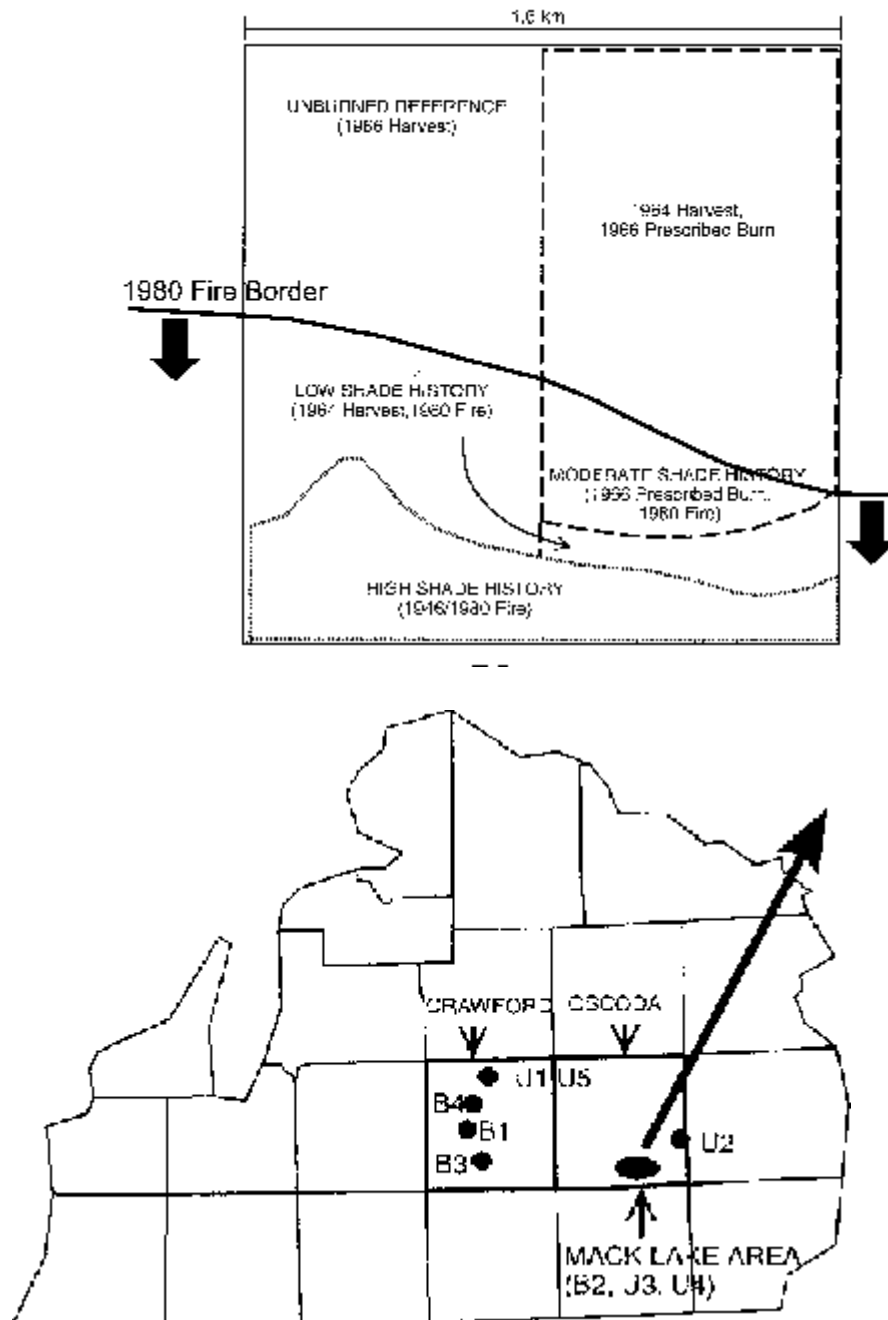 1.6 km
UNBURNED REFERENCE
(1966 Harvest)
1964 Harvest,
1966 Prescribed Burn
1980 Fire Border
LOW SHADE HISTORY
(1964 Harvest, 1980 Fire)
MODERATE SHADE HISTORY
(1966 Prescribed Burn,
1980 Fire)
HIGH SHADE HISTORY
(1946/1980 Fire)
CRAWFORD OSCODA
U1 U5
B4
B1
U2
B3
MACK LAKE AREA
(B2, U3, U4)